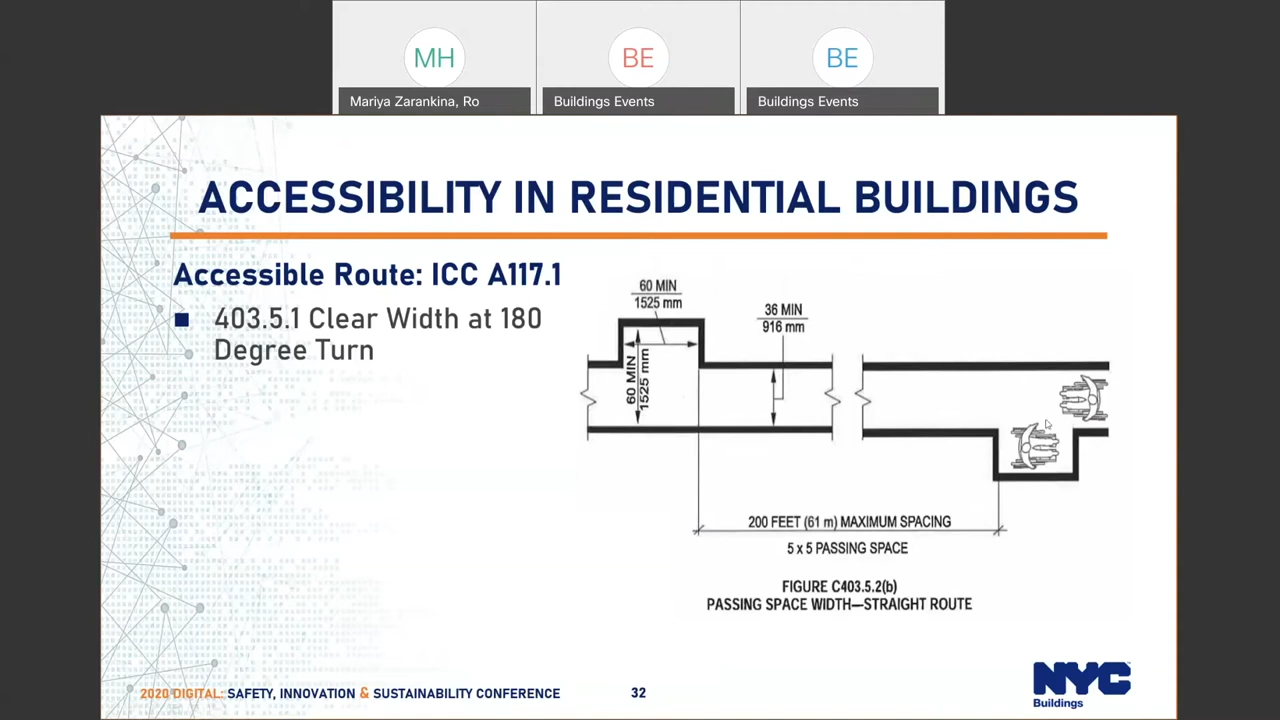 MH
BE
BE
Mariya Zarankina, Ro
Buildings Events
Buildings Events
ACCESSIBILITY IN RESIDENTIAL BUILDINGS
Accessible Route: ICC A117.1
403.5.1 Clear Width at 180
Degree Turn
60 MIN
1525 mm
36 MIN
916 mm
60 MIN
1525 mm
200 FEET (61 m) MAXIMUM SPACING
5 x 5 PASSING SPACE
FIGURE C403.5.2(b)
PASSING SPACE WIDTH—STRAIGHT ROUTE
2020 DIGITAL: SAFETY, INNOVATION & SUSTAINABILITY CONFERENCE
32
NYC
Buildings